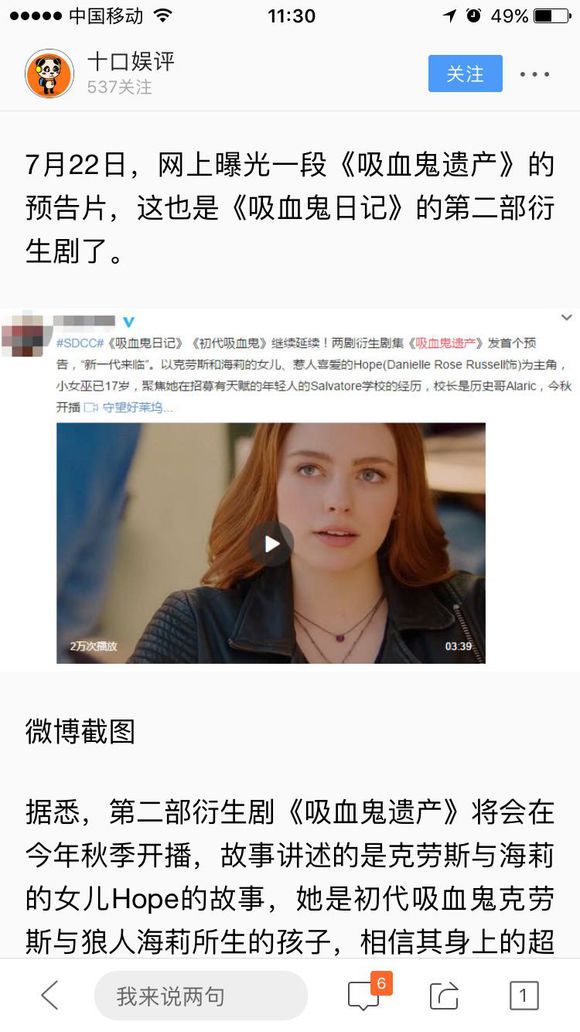 中国移动
11:30
49%
十口娱评
537关注
关注
7月22日，网上曝光一段《吸血鬼遗产》的
预告片，这也是《吸血鬼日记》的第二部衍
生剧了。
#SDCC#《吸血鬼日记》《初代吸血鬼》继续延续！两剧衍生剧集《吸血鬼遗产》发首个预
告，“新一代来临”。以克劳斯和海莉的女儿、惹人喜爱的Hope(Danielle Rose Russell饰)为主角，
小女巫已17岁，聚焦她在招募有天赋的年轻人的Salvatore学校的经历，校长是历史哥Alaric，今秋
开播 守望好莱坞...
2万次播放
03:39
微博截图
据悉，第二部衍生剧《吸血鬼遗产》将会在
今年秋季开播，故事讲述的是克劳斯与海莉
的女儿Hope的故事，她是初代吸血鬼克劳
斯与狼人海莉所生的孩子，相信其身上的超
我来说两句
6
1